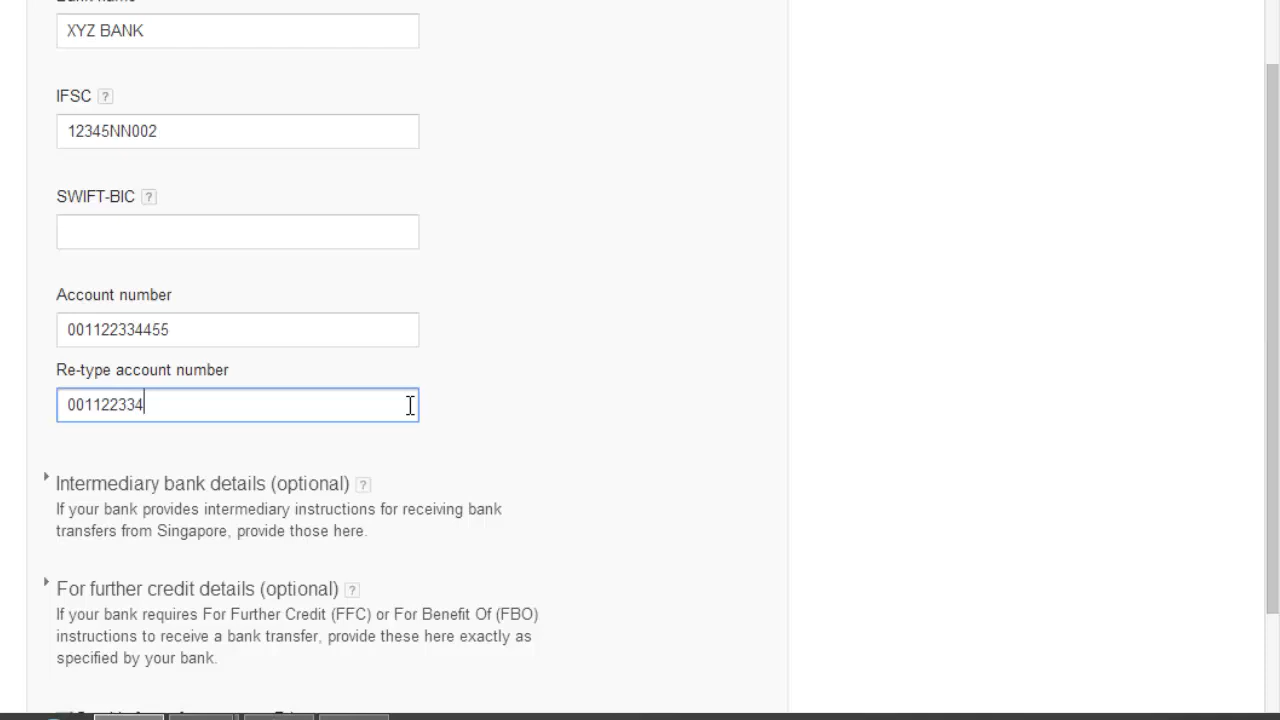 XYZ BANK
IFSC ?
12345NN002
SWIFT-BIC ?
Account number
001122334455
Re-type account number
001122334
Intermediary bank details (optional) ?
If your bank provides intermediary instructions for receiving bank
transfers from Singapore, provide those here.
For further credit details (optional) ?
If your bank requires For Further Credit (FFC) or For Benefit Of (FBO)
instructions to receive a bank transfer, provide these here exactly as
specified by your bank.